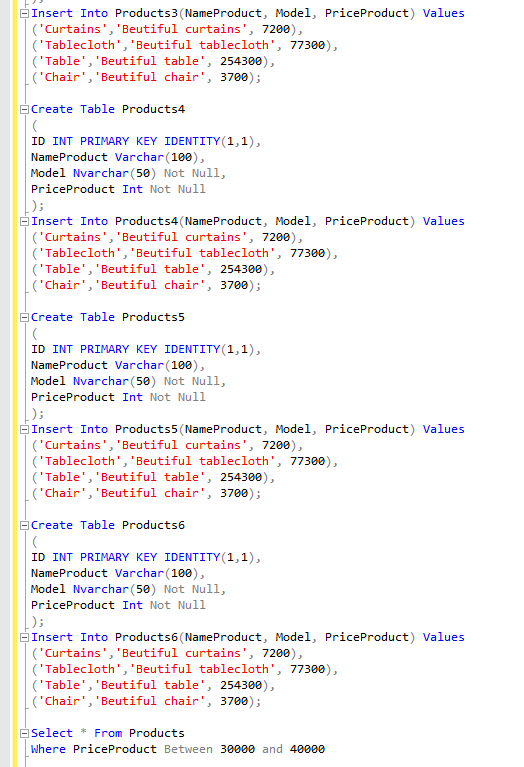 );
Insert Into Products3(NameProduct, Model, PriceProduct) Values
('Curtains','Beutiful curtains', 7200),
('Tablecloth','Beutiful tablecloth', 77300),
('Table','Beutiful table', 254300),
('Chair','Beutiful chair', 3700);
Create Table Products4
(
ID INT PRIMARY KEY IDENTITY(1,1),
NameProduct Varchar(100),
Model Nvarchar(50) Not Null,
PriceProduct Int Not Null
);
Insert Into Products4(NameProduct, Model, PriceProduct) Values
('Curtains','Beutiful curtains', 7200),
('Tablecloth','Beutiful tablecloth', 77300),
('Table','Beutiful table', 254300),
('Chair','Beutiful chair', 3700);
Create Table Products5
(
ID INT PRIMARY KEY IDENTITY(1,1),
NameProduct Varchar(100),
Model Nvarchar(50) Not Null,
PriceProduct Int Not Null
);
Insert Into Products5(NameProduct, Model, PriceProduct) Values
('Curtains','Beutiful curtains', 7200),
('Tablecloth','Beutiful tablecloth', 77300),
('Table','Beutiful table', 254300),
('Chair','Beutiful chair', 3700);
Create Table Products6
(
ID INT PRIMARY KEY IDENTITY(1,1),
NameProduct Varchar(100),
Model Nvarchar(50) Not Null,
PriceProduct Int Not Null
);
Insert Into Products6(NameProduct, Model, PriceProduct) Values
('Curtains','Beutiful curtains', 7200),
('Tablecloth','Beutiful tablecloth', 77300),
('Table','Beutiful table', 254300),
('Chair','Beutiful chair', 3700);
Select * From Products
Where PriceProduct Between 30000 and 40000